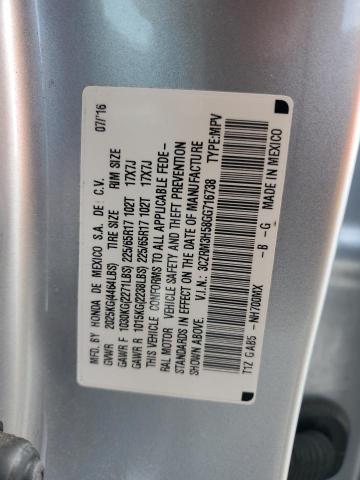 MFD. BY HONDA DE MEXICO S.A. DE C.V. 07/16
GVWR 2025KG(4464LBS) TIRE SIZE RIM SIZE
GAWR F 1030KG(2271LBS) 225/65R17 102T 17X7J
GAWR R 1015KG(2238LBS) 225/65R17 102T 17X7J
THIS VEHICLE CONFORMS TO ALL APPLICABLE FEDE-
RAL MOTOR VEHICLE SAFETY AND THEFT PREVENTION
STANDARDS IN EFFECT ON THE DATE OF MANUFACTURE
SHOWN ABOVE. V.I.N.: 3CZRM3H58GG716738 TYPE:MPV
T1Z GAB5 -NH700MX -B -G MADE IN MEXICO